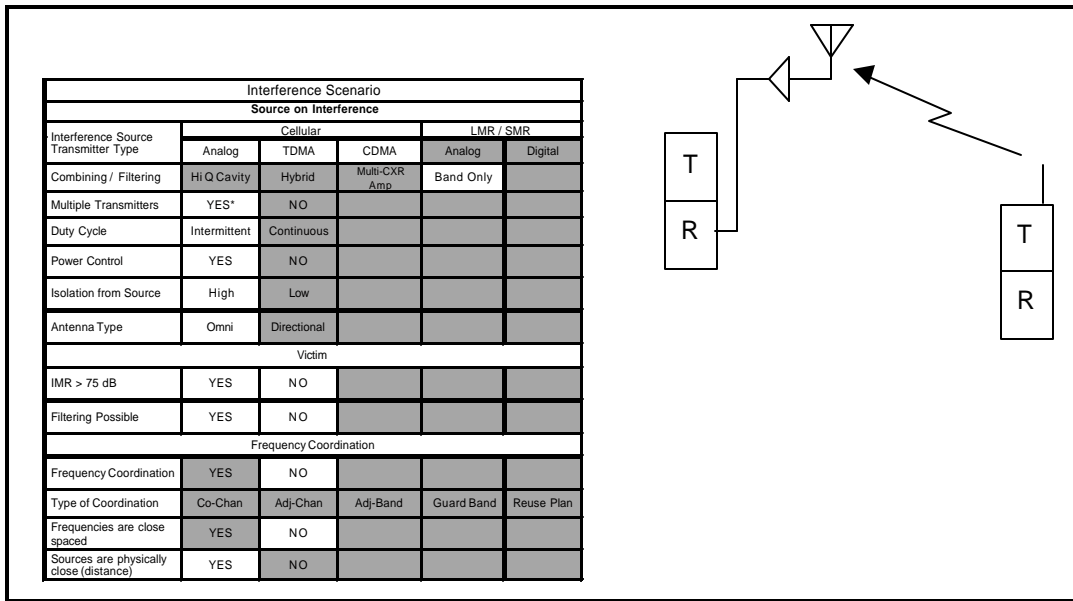 Interference Scenario
Source on Interference
Interference Source
Transmitter Type
Cellular
LMR / SMR
Analog TDMA CDMA Analog Digital
Combining / Filtering Hi Q Cavity Hybrid Multi-CXR
Amp Band Only
Multiple Transmitters YES* NO
Duty Cycle Intermittent Continuous
Power Control YES NO
Isolation from Source High Low
Antenna Type Omni Directional
Victim
IMR > 75 dB YES NO
Filtering Possible YES NO
Frequency Coordination
Frequency Coordination YES NO
Type of Coordination Co-Chan Adj-Chan Adj-Band Guard Band Reuse Plan
Frequencies are close
spaced YES NO
Sources are physically
close (distance) YES NO
T
R
T
R